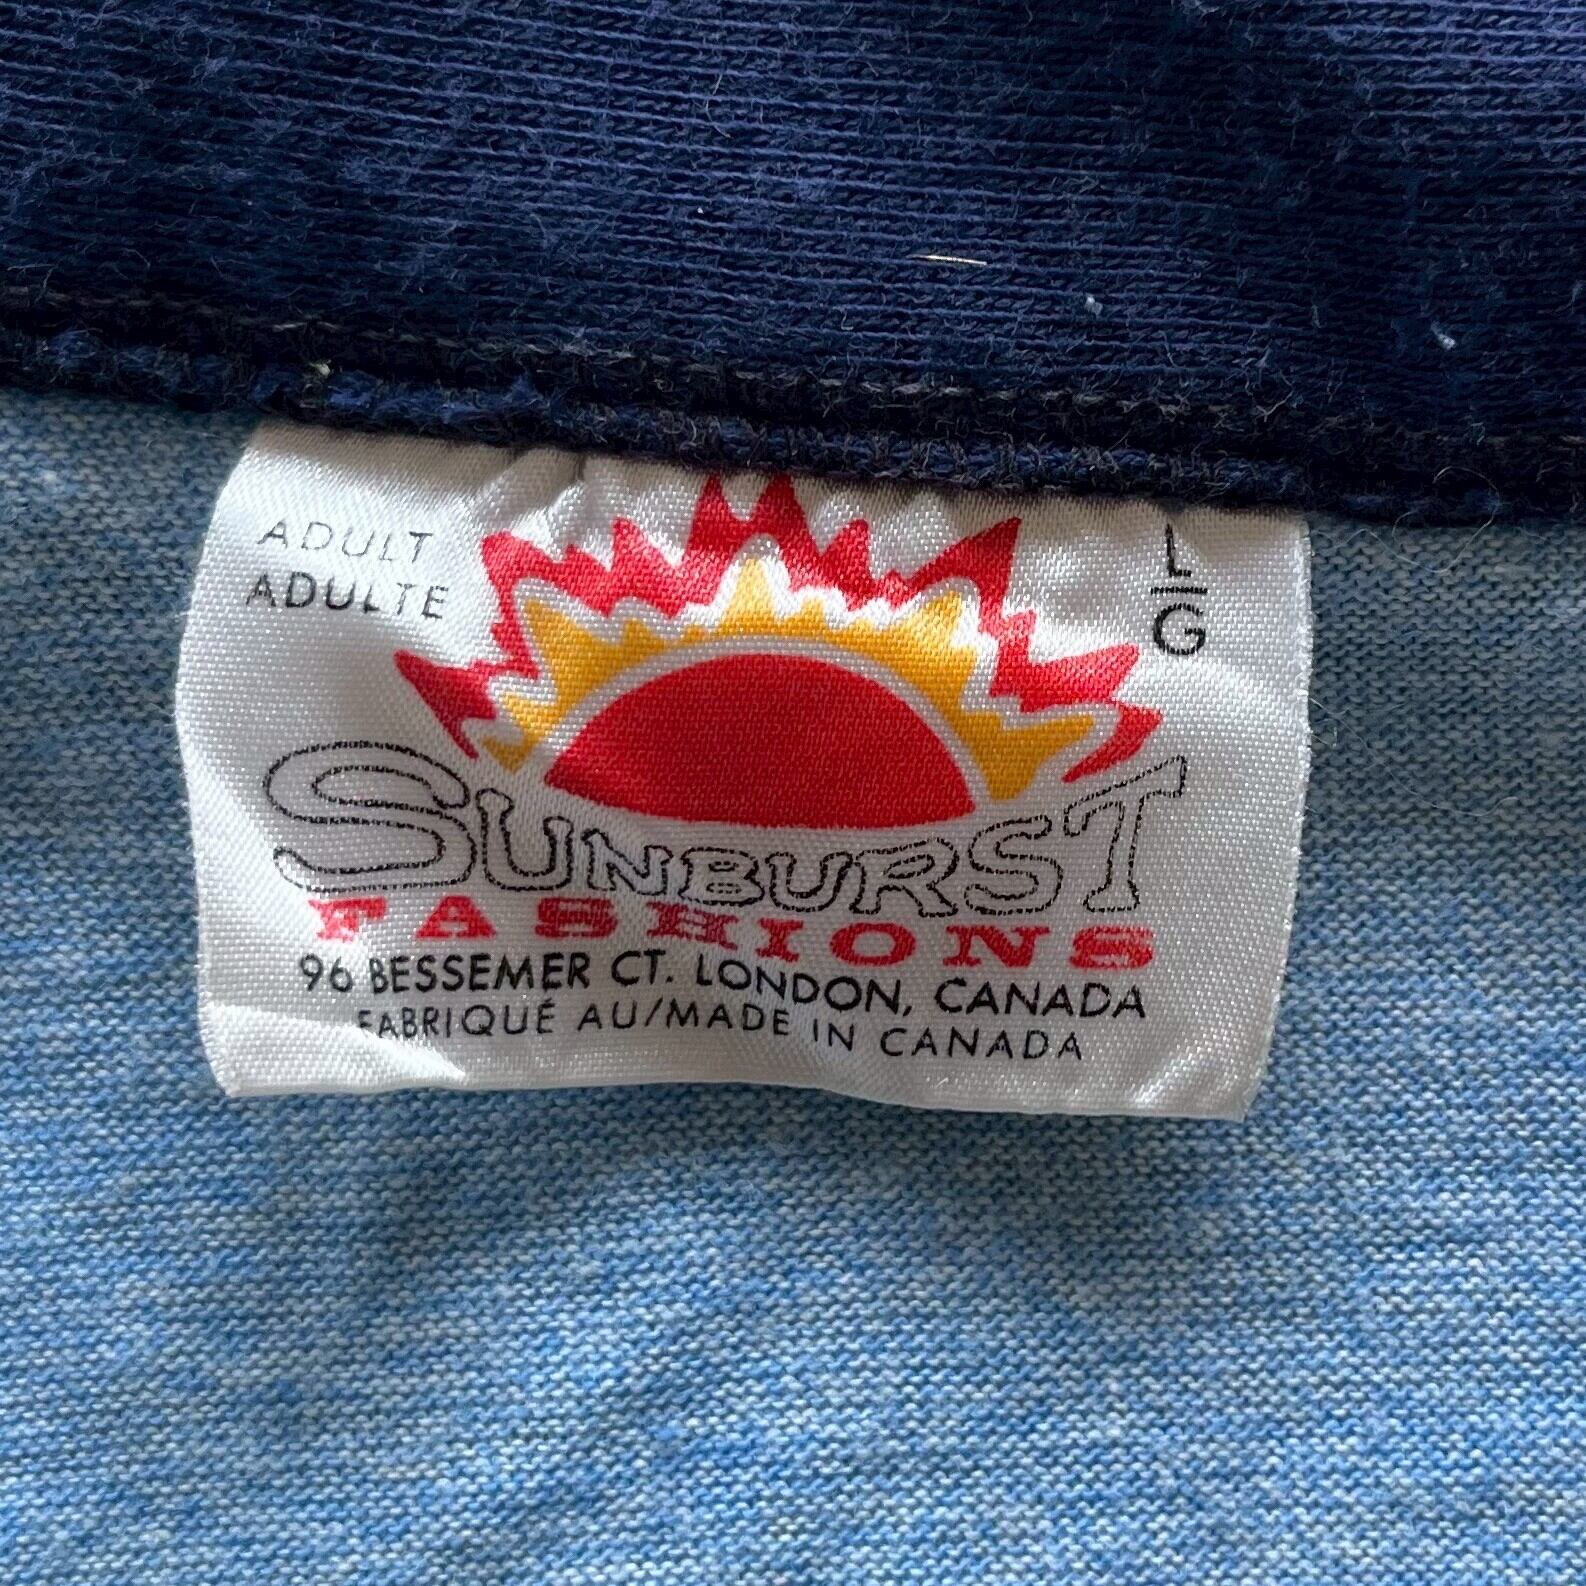 ADULT
ADULTE
L
G
SUNBURST
FASHIONS
96 BESSEMER CT. LONDON, CANADA
FABRIQUÉ AU/MADE IN CANADA